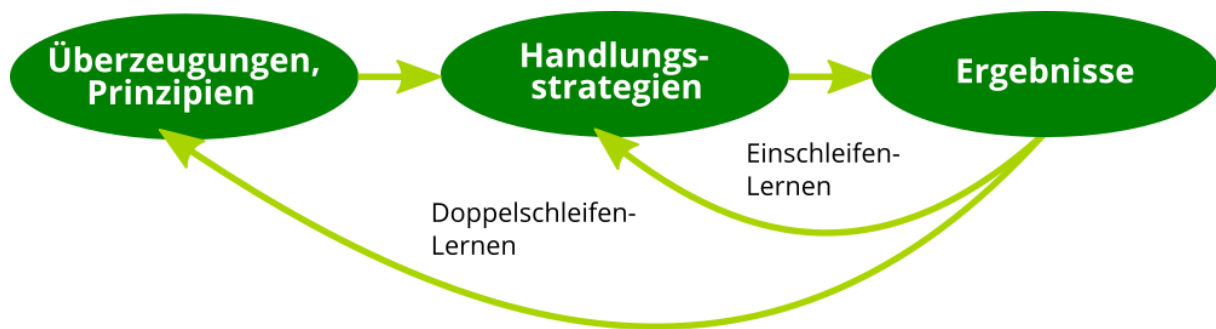 Überzeugungen,
Prinzipien
Handlungs-
strategien
Ergebnisse
Einschleifen-
Lernen
Doppelschleifen-
Lernen